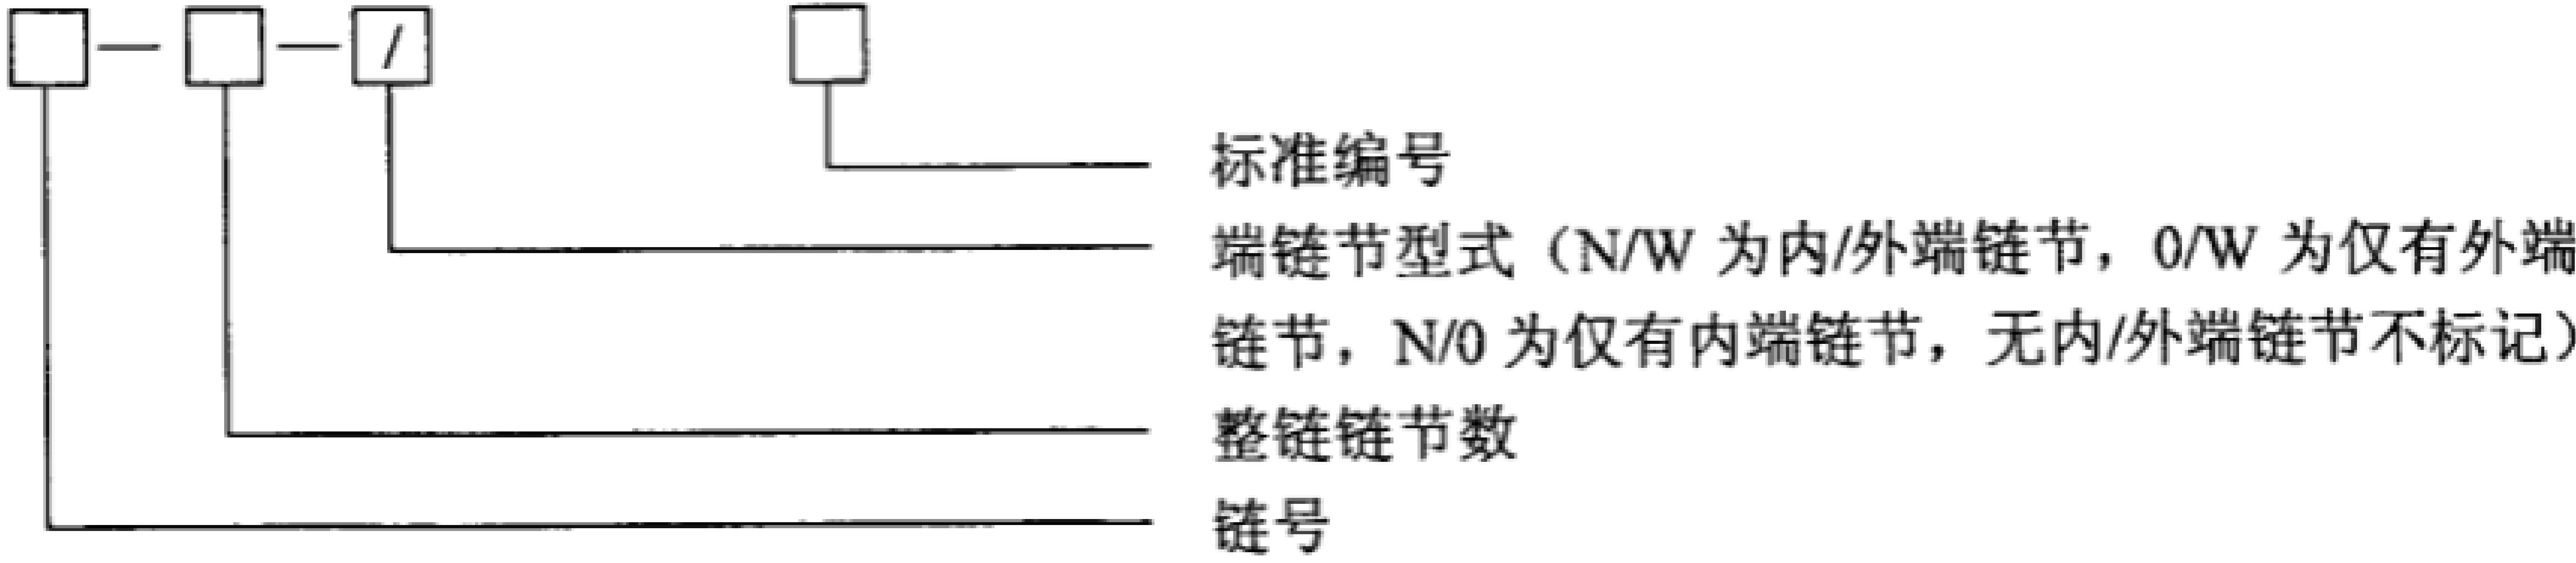 — — /
标准编号
端链节型式（N/W 为内/外端链节，0/W 为仅有外端
链节，N/0 为仅有内端链节，无内/外端链节不标记）
整链链节数
链号